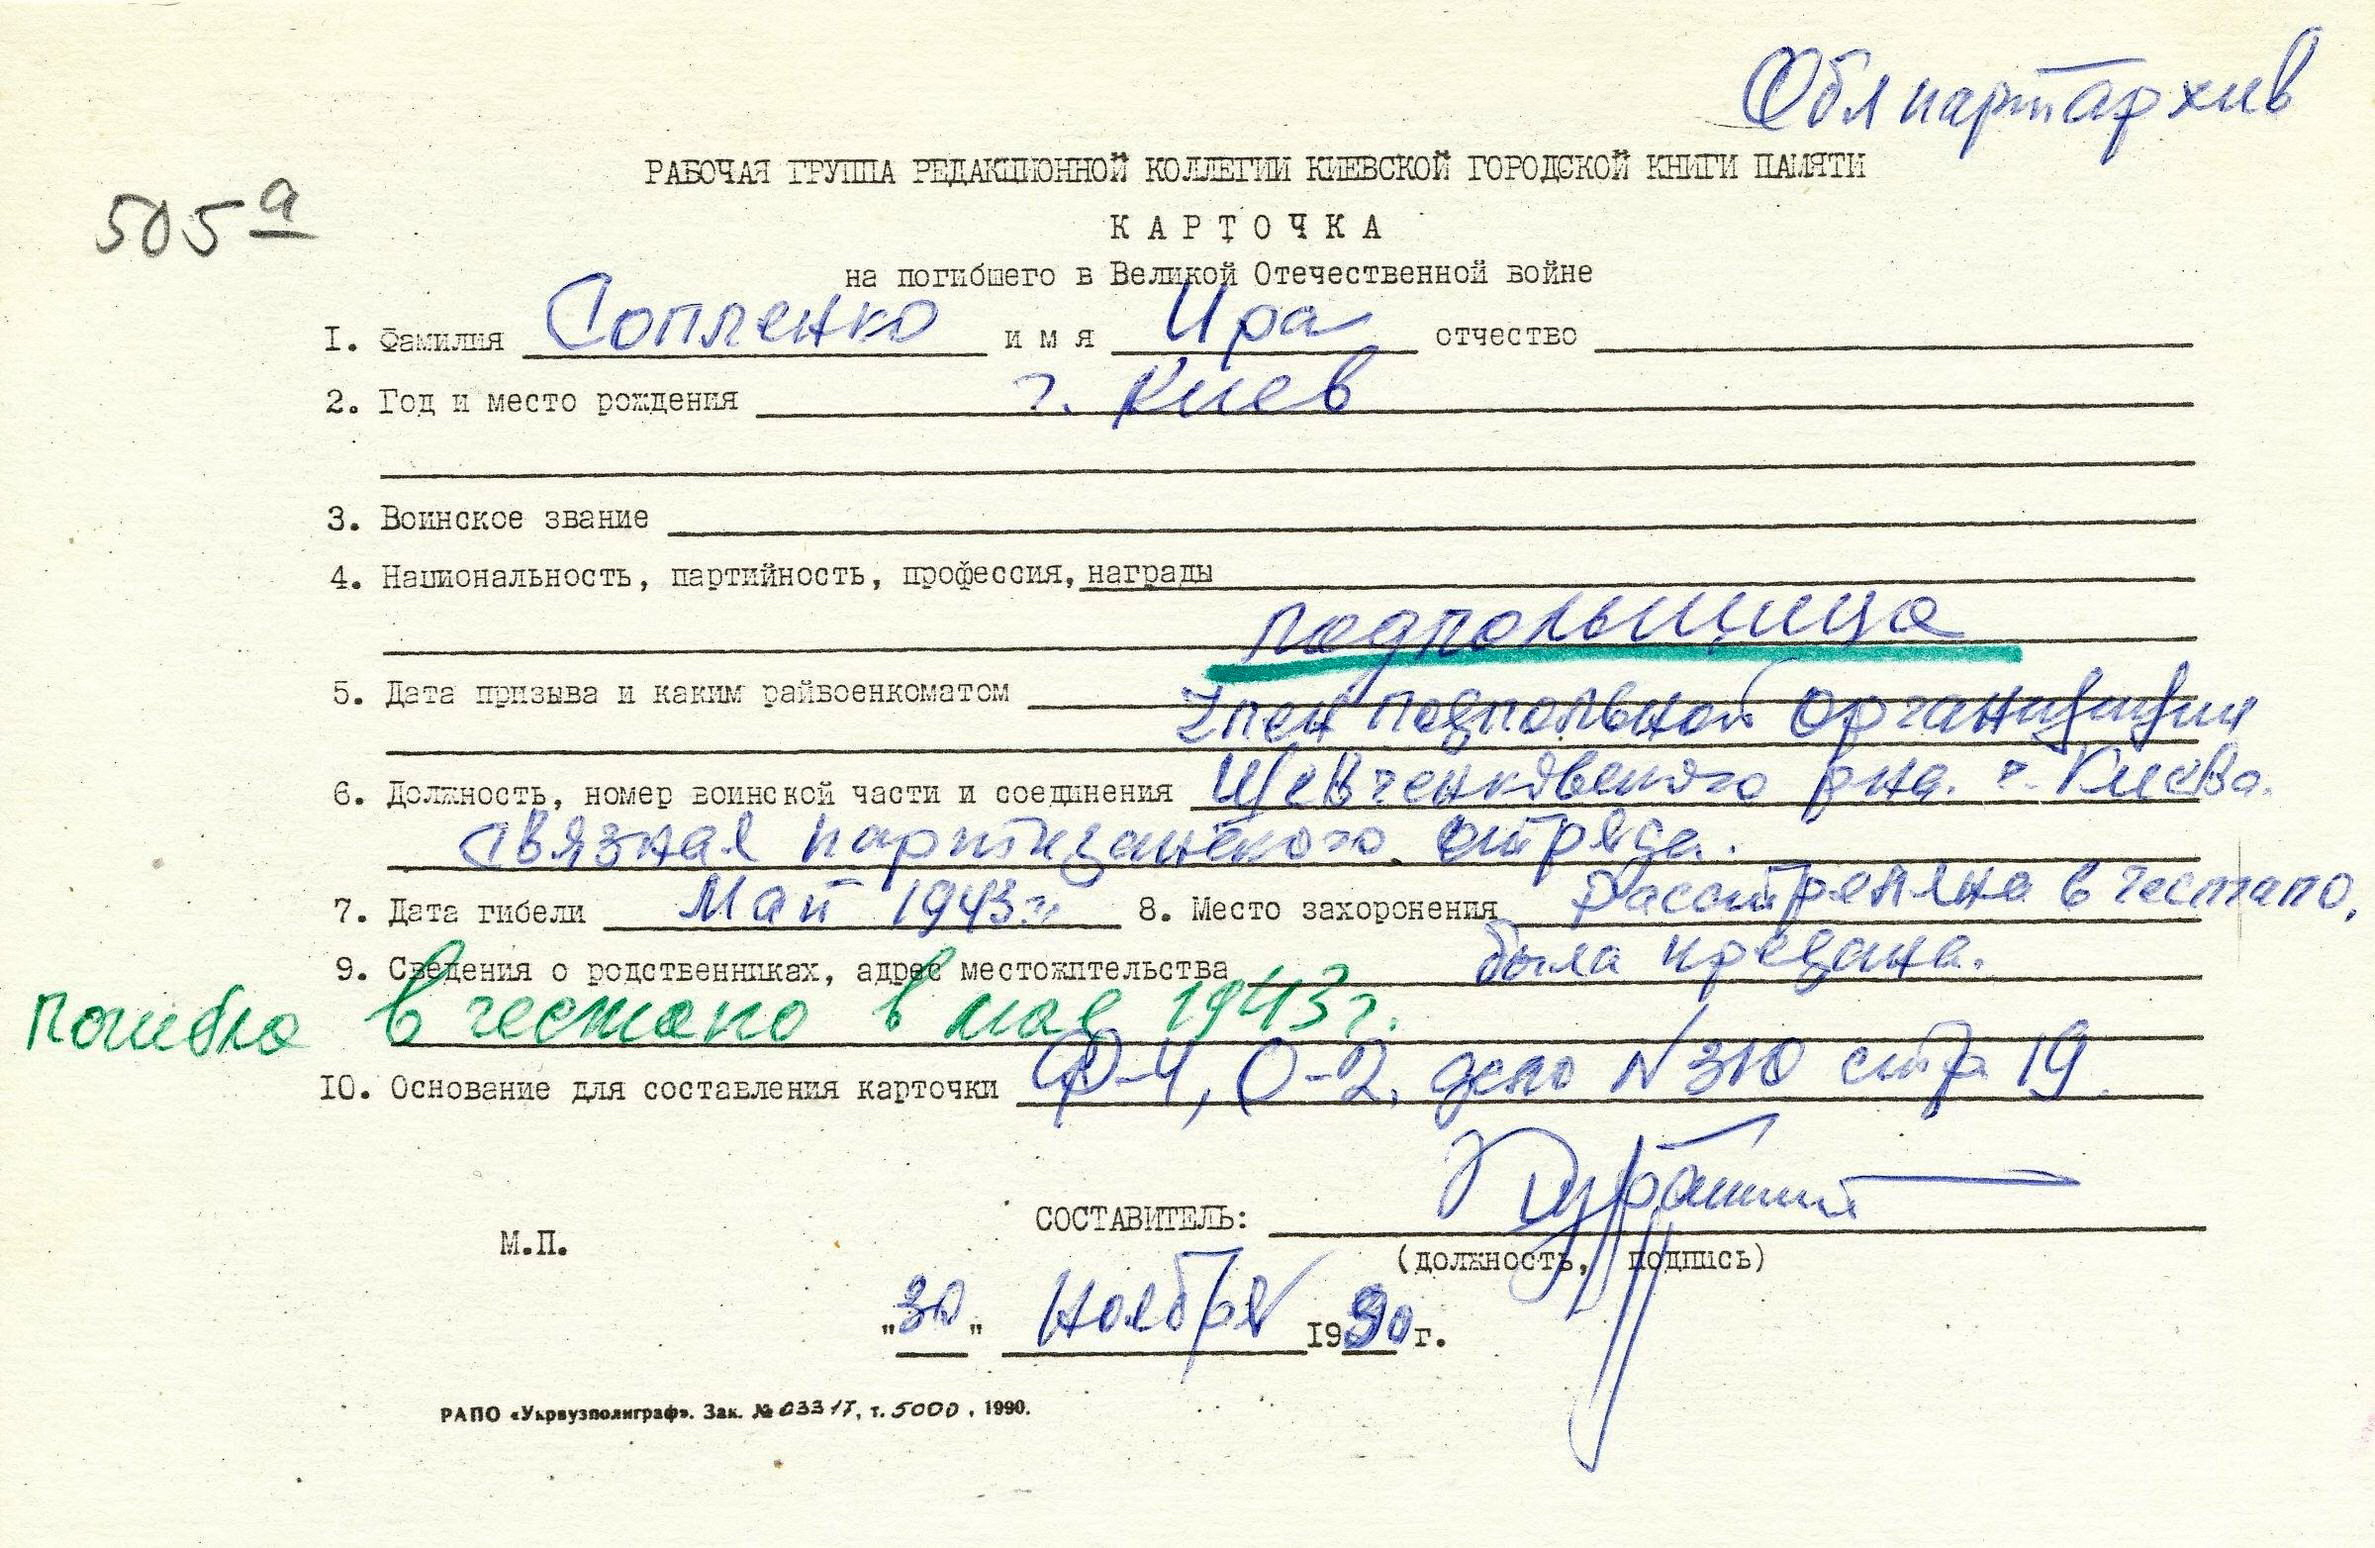 Облпартархив
505а
РАБОЧАЯ ГРУППА РЕДАКЦИОННОЙ КОЛЛЕГИИ КИЕВСКОЙ ГОРОДСКОЙ КНИГИ ПАМЯТИ
КАРТОЧКА
на погибшего в Великой Отечественной войне
I. Фамилия Сопленко имя Ира отчество
2. Год и место рождения г. Киев
3. Воинское звание
4. Национальность, партийность, профессия, награды
подпольщица
5. Дата призыва и каким райвоенкоматом
Член подпольной организации
6. Должность, номер воинской части и соединения Шевченковского рна. г. Киева.
связная партизанского отряда.
7. Дата гибели Май 1943 г. 8. Место захоронения расстреляна в гестапо,
9. Сведения о родственниках, адрес местожительства была предана.
погибла в гестапо в мае 1943 г.
IO. Основание для составления карточки Ф-4, О-2, дело № 310 стр 19.
СОСТАВИТЕЛЬ:
М.П. (должность, подпись)
"30" Ноября 1990 г.
РАПО «Укрвузполиграф». Зак. № 03317, т. 5000, 1990.